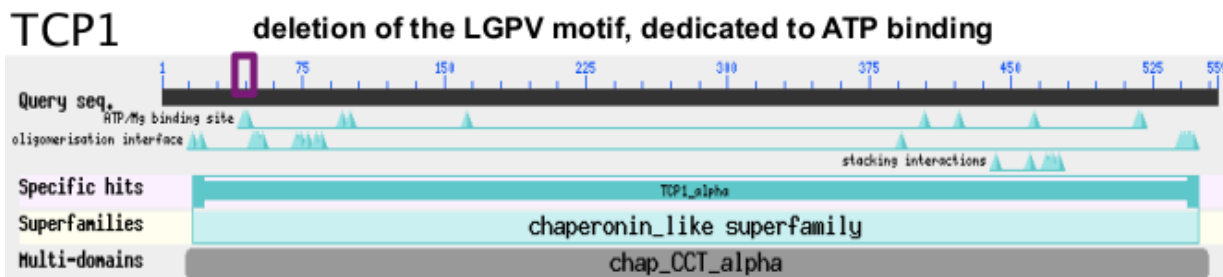 TCP1 deletion of the LGPV motif, dedicated to ATP binding
1 75 150 225 300 375 450 525 555
Query seq.
ATP/Mg binding site
oligomerisation interface
stacking interactions
Specific hits TCP1_alpha
Superfamilies chaperonin_like superfamily
Multi-domains chap_CCT_alpha